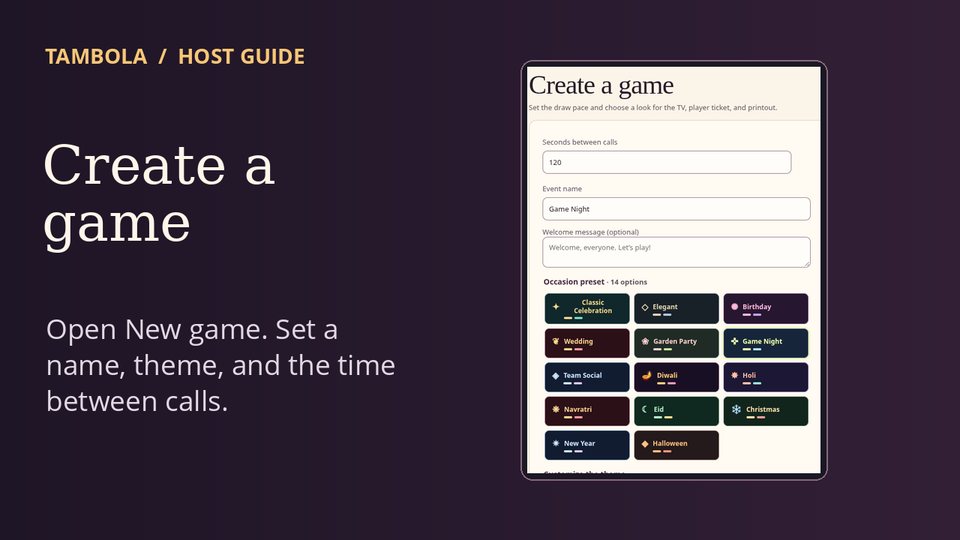 TAMBOLA / HOST GUIDE
Create a
game
Open New game. Set a
name, theme, and the time
between calls.
Create a game
Set the draw pace and choose a look for the TV, player ticket, and printout.
Seconds between calls
120
Event name
Game Night
Welcome message (optional)
Welcome, everyone. Let's play!
Occasion preset · 14 options
Classic
Celebration
Elegant
Birthday
Wedding
Garden Party
Game Night
Team Social
Diwali
Holi
Navratri
Eid
Christmas
New Year
Halloween